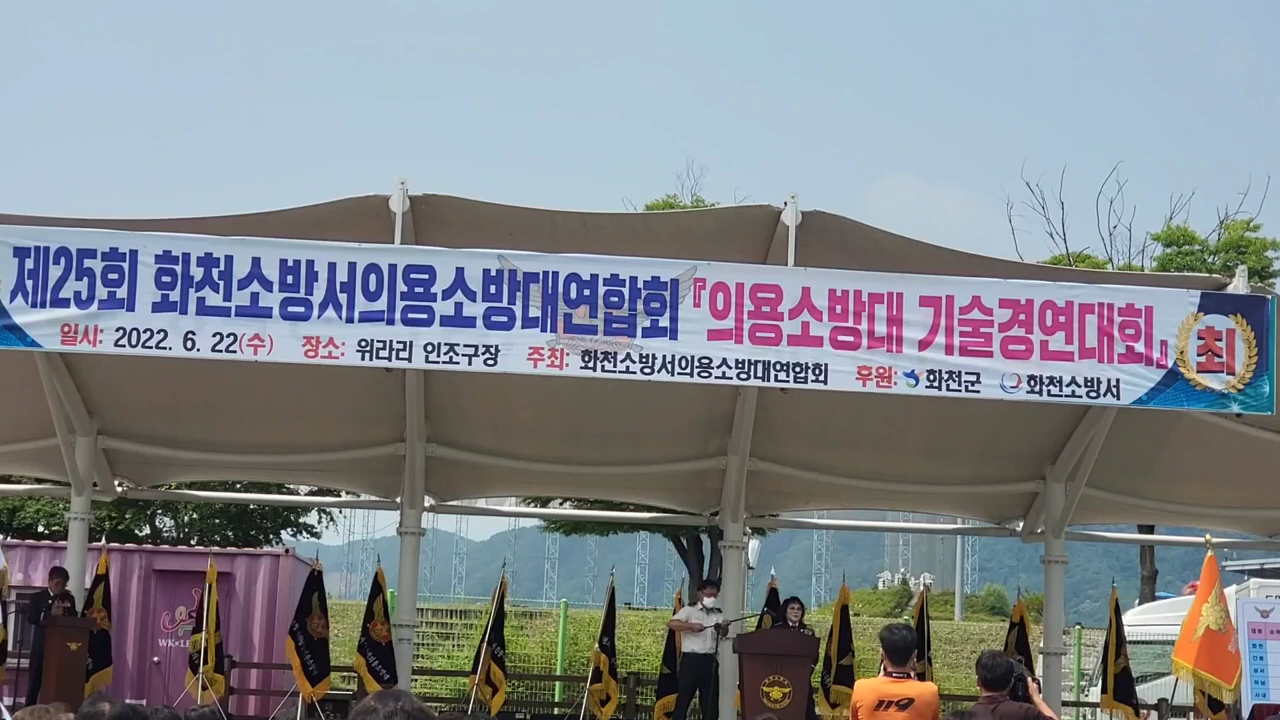 제25회 화천소방서의용소방대연합회 『의용소방대 기술경연대회』 최
일시: 2022. 6. 22(수) 장소: 위라리 인조구장 주최: 화천소방서의용소방대연합회 후원: 화천군 화천소방서
119